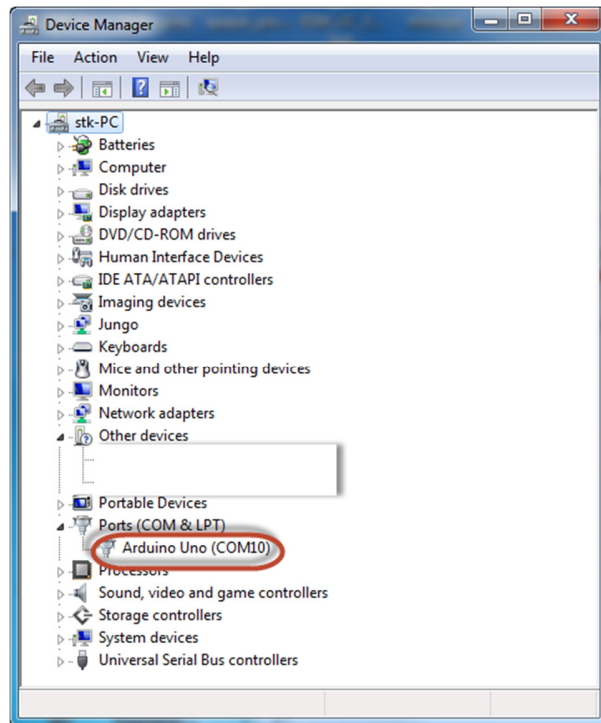 Device Manager
File Action View Help
stk-PC
Batteries
Computer
Disk drives
Display adapters
DVD/CD-ROM drives
Human Interface Devices
IDE ATA/ATAPI controllers
Imaging devices
Jungo
Keyboards
Mice and other pointing devices
Monitors
Network adapters
Other devices
Portable Devices
Ports (COM & LPT)
Arduino Uno (COM10)
Processors
Sound, video and game controllers
Storage controllers
System devices
Universal Serial Bus controllers